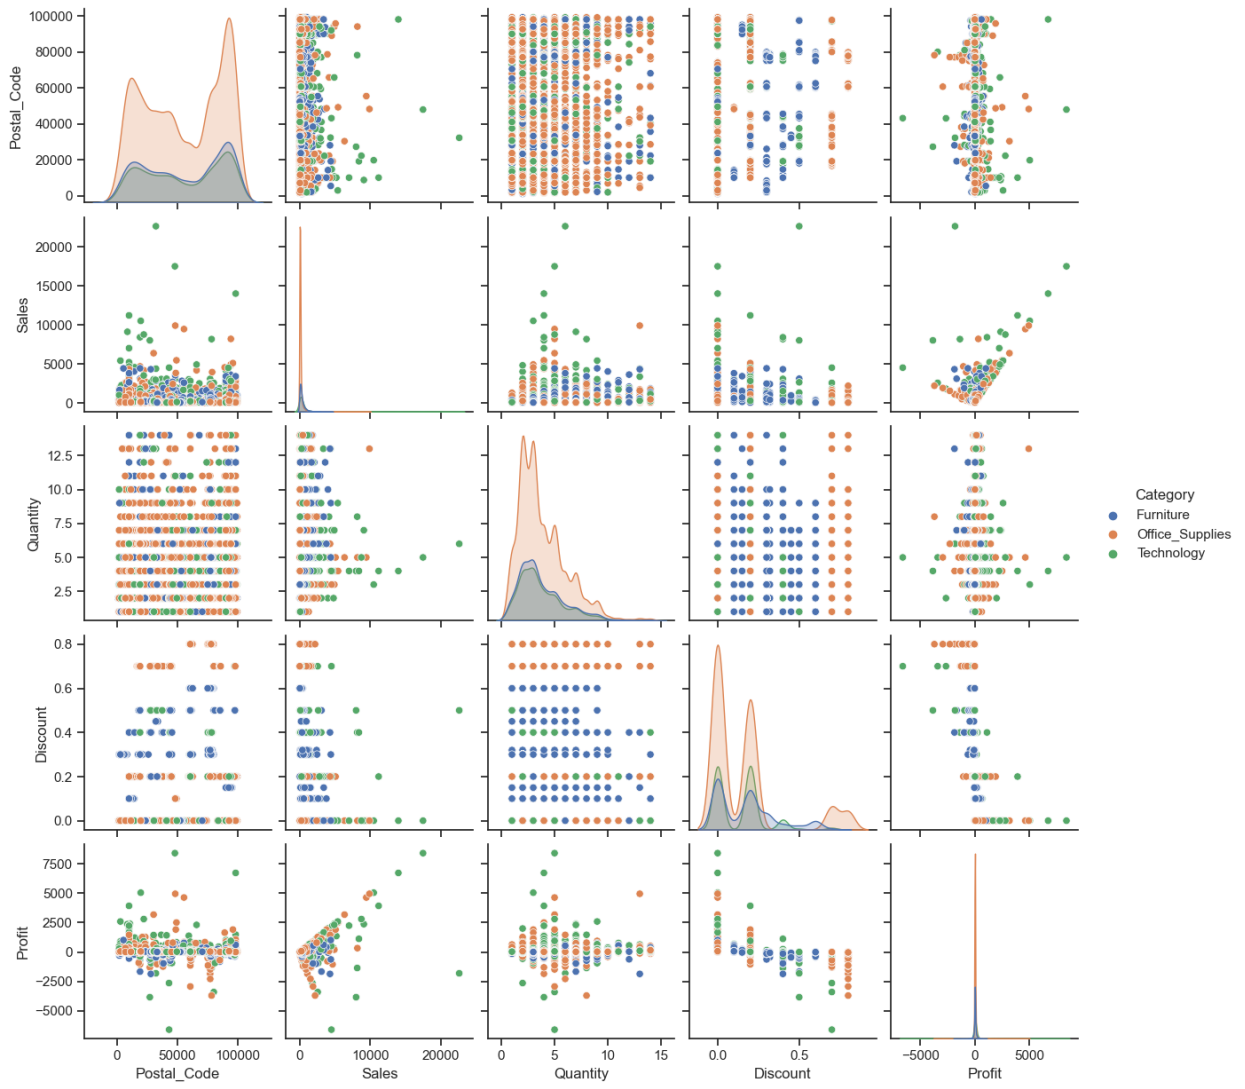 100000
80000
60000
40000
20000
0
Postal_Code
20000
15000
10000
5000
0
Sales
12.5
10.0
7.5
5.0
2.5
Quantity
Category
Furniture
Office_Supplies
Technology
0.8
0.6
0.4
0.2
0.0
Discount
7500
5000
2500
0
−2500
−5000
Profit
0 50000 100000
0 10000 20000
0 5 10 15
0.0 0.5
−5000 0 5000
Postal_Code Sales Quantity Discount Profit